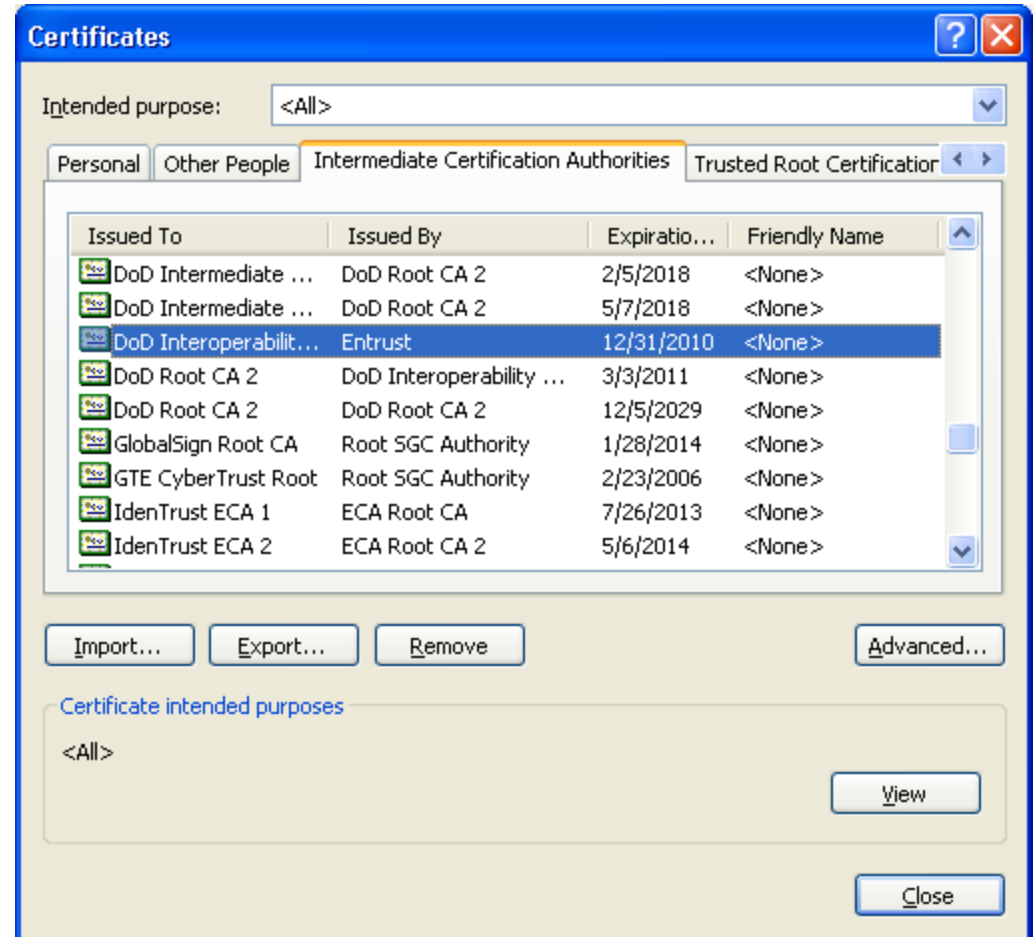 Certificates
Intended purpose: <All>
Personal Other People Intermediate Certification Authorities Trusted Root Certification
Issued To Issued By Expiratio... Friendly Name
DoD Intermediate ... DoD Root CA 2 2/5/2018 <None>
DoD Intermediate ... DoD Root CA 2 5/7/2018 <None>
DoD Interoperabilit... Entrust 12/31/2010 <None>
DoD Root CA 2 DoD Interoperability ... 3/3/2011 <None>
DoD Root CA 2 DoD Root CA 2 12/5/2029 <None>
GlobalSign Root CA Root SGC Authority 1/28/2014 <None>
GTE CyberTrust Root Root SGC Authority 2/23/2006 <None>
IdenTrust ECA 1 ECA Root CA 7/26/2013 <None>
IdenTrust ECA 2 ECA Root CA 2 5/6/2014 <None>
Import... Export... Remove Advanced...
Certificate intended purposes
<All>
View
Close